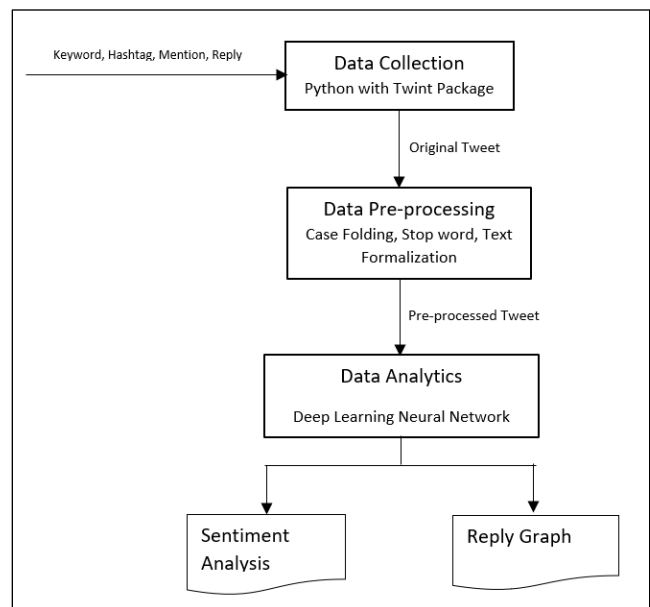 Keyword, Hashtag, Mention, Reply
Data Collection
Python with Twint Package
Original Tweet
Data Pre-processing
Case Folding, Stop word, Text
Formalization
Pre-processed Tweet
Data Analytics
Deep Learning Neural Network
Sentiment
Analysis
Reply Graph